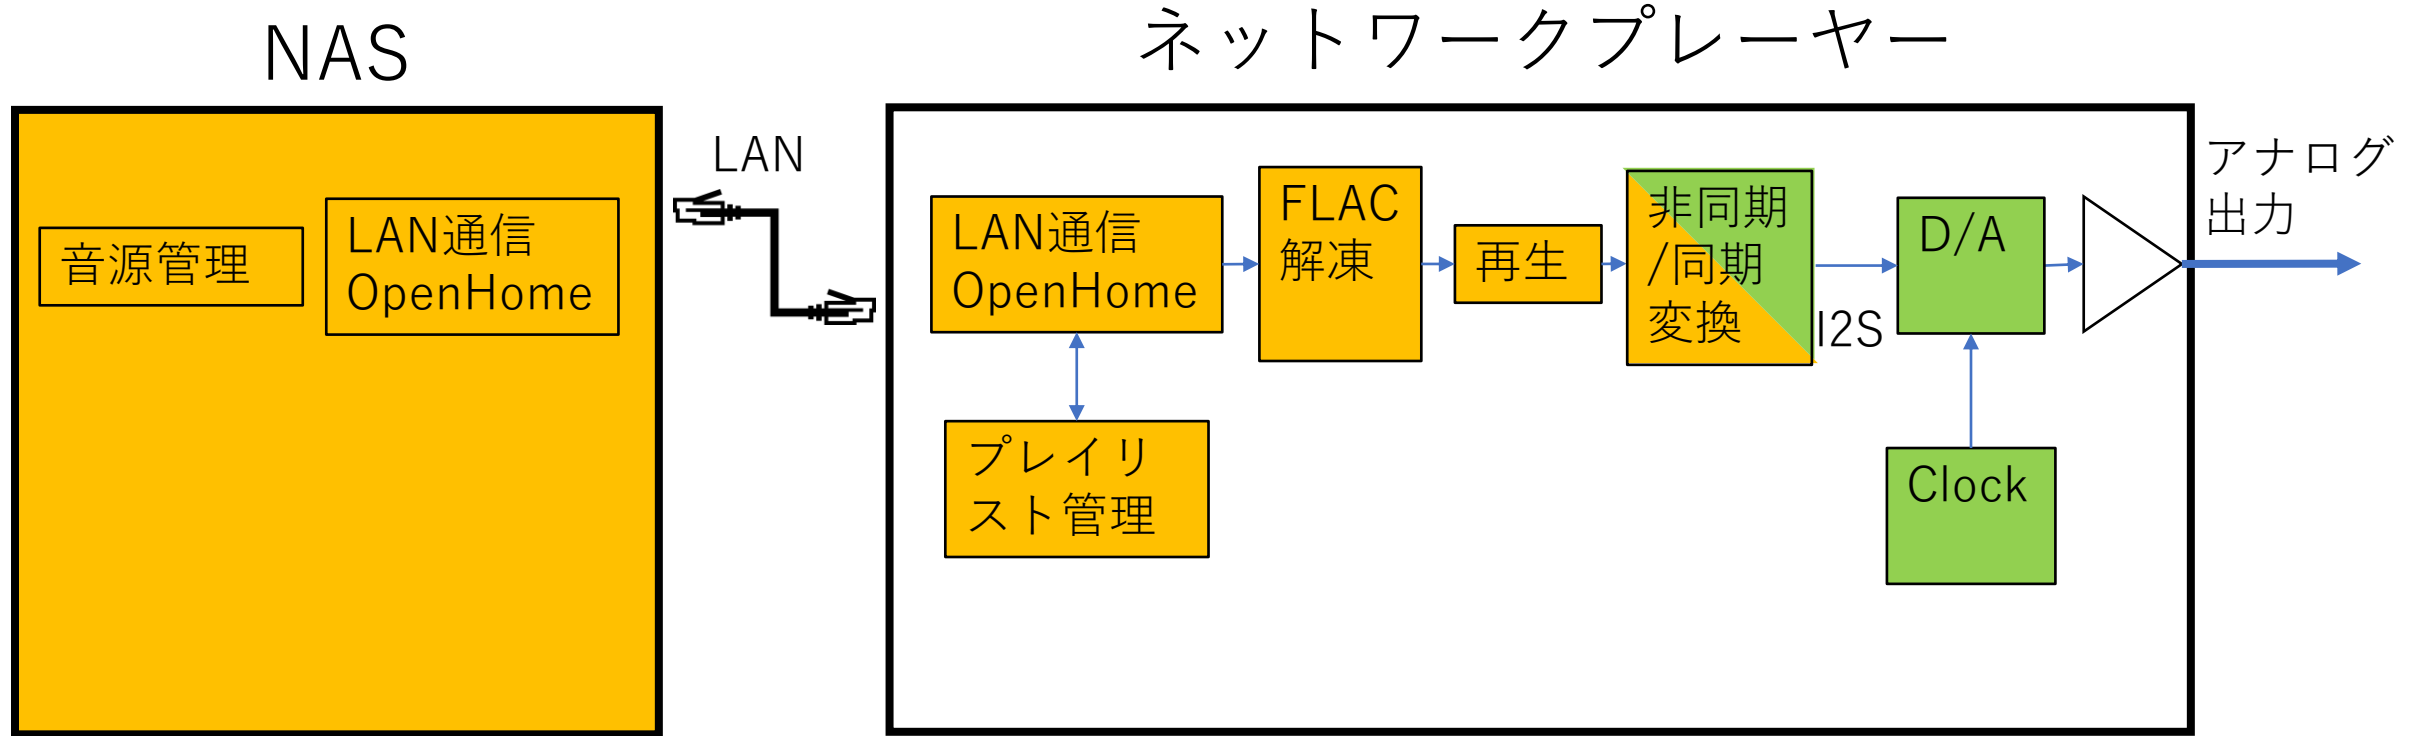 NAS
ネットワークプレーヤー
音源管理
LAN通信
OpenHome
LAN
LAN通信
OpenHome
プレイリ
スト管理
FLAC
解凍
再生
非同期
/同期
変換
I2S
D/A
Clock
アナログ
出力